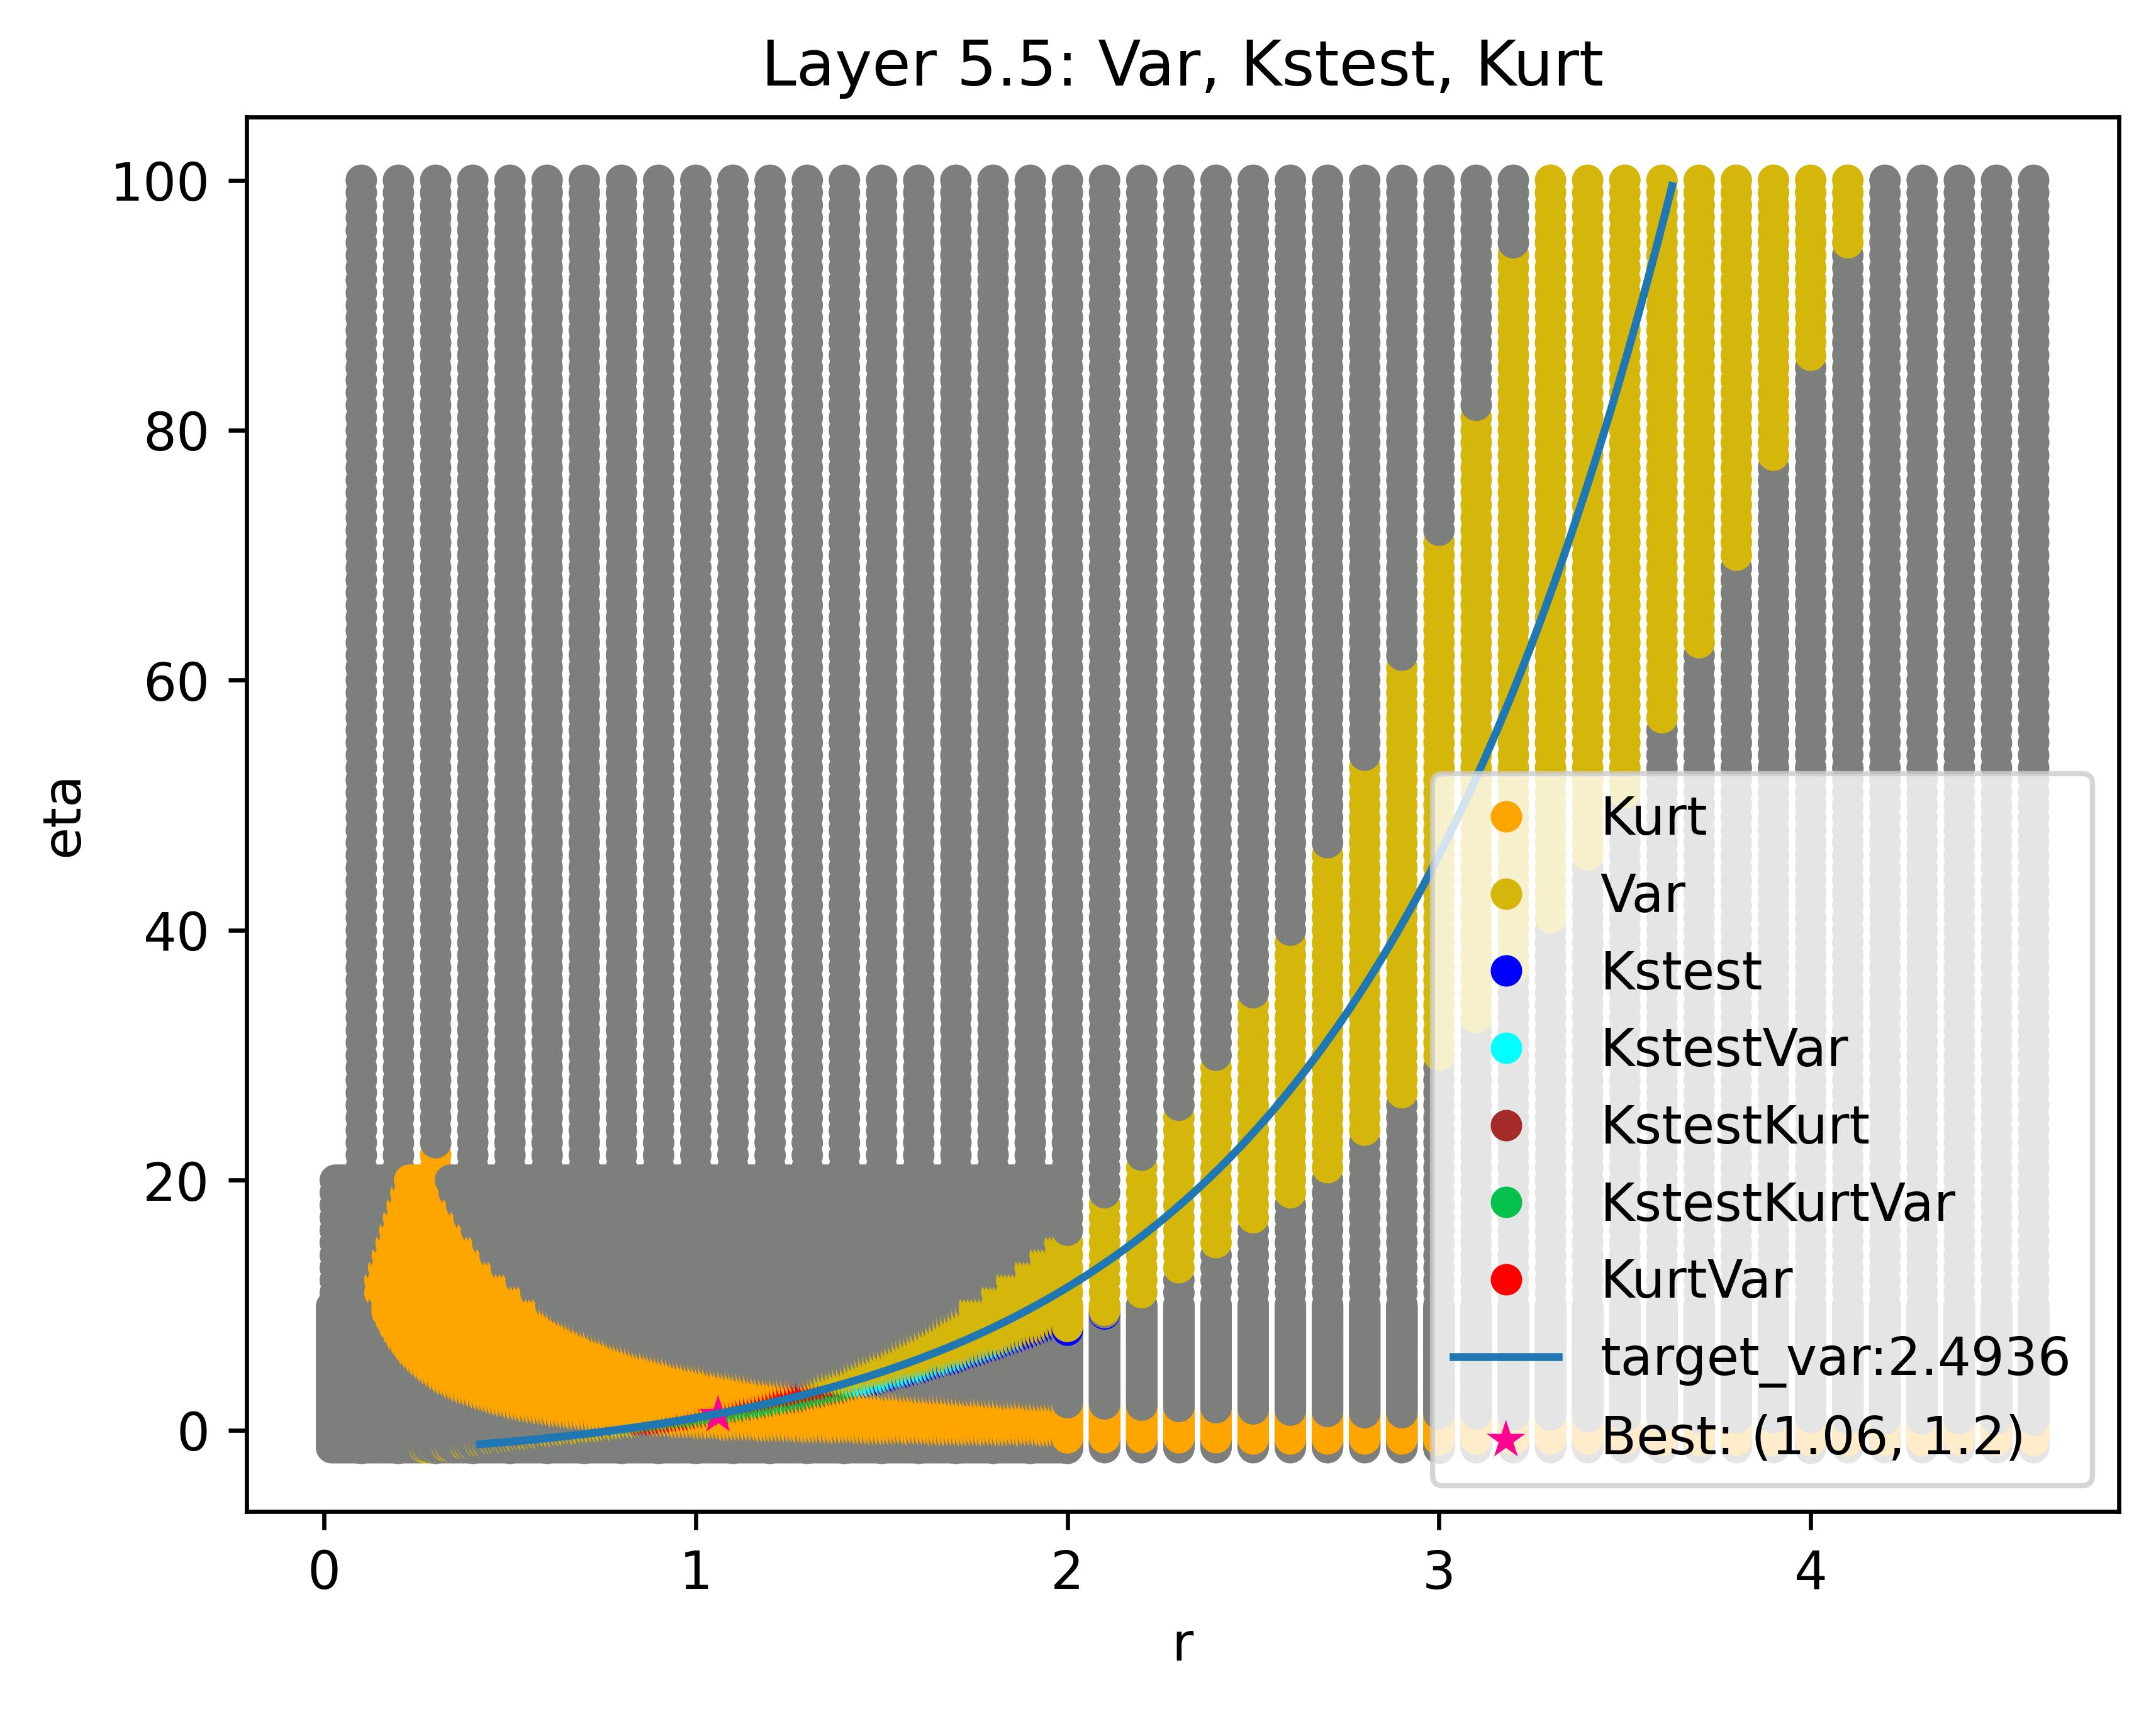 Layer 5.5: Var, Kstest, Kurt
100
80
60
40
20
0
eta
Kurt
Var
Kstest
KstestVar
KstestKurt
KstestKurtVar
KurtVar
target_var:2.4936
Best: (1.06, 1.2)
0 1 2 3 4
r